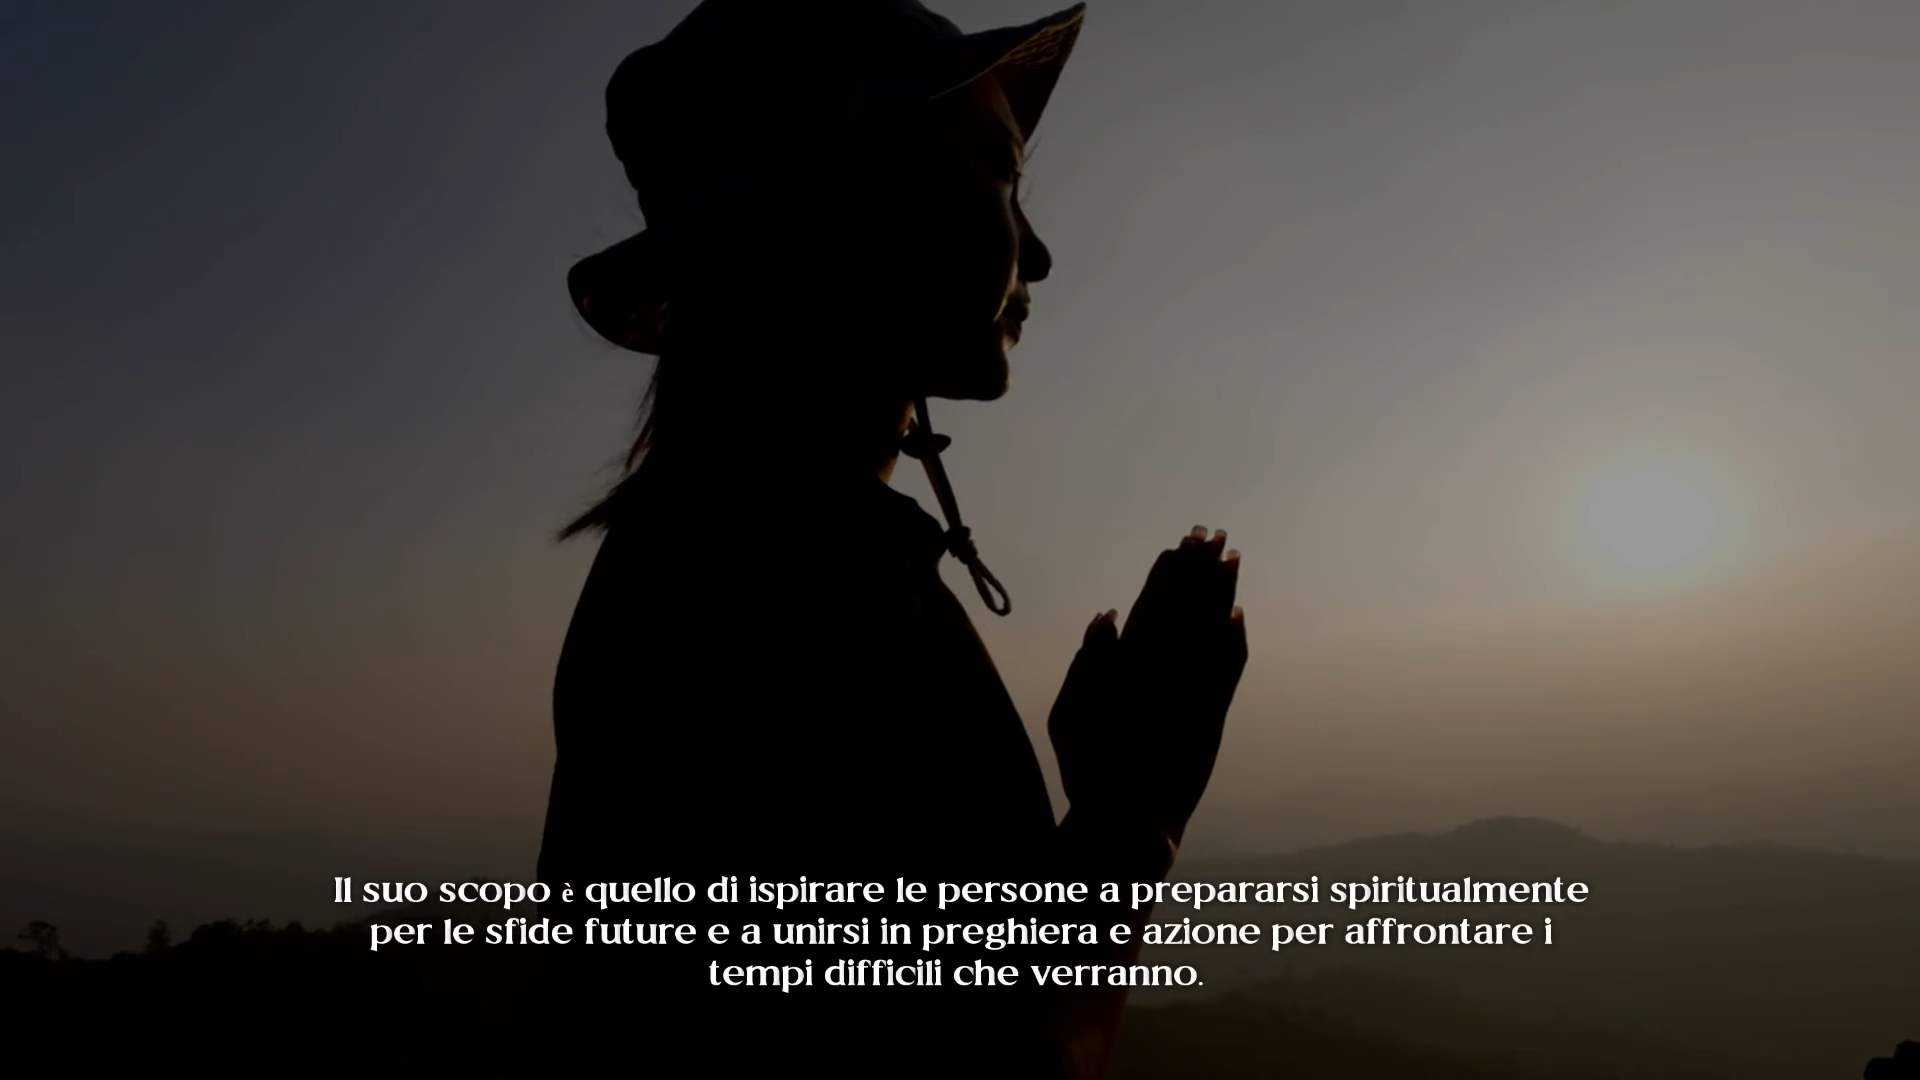 Il suo scopo è quello di ispirare le persone a prepararsi spiritualmente
per le sfide future e a unirsi in preghiera e azione per affrontare i
tempi difficili che verranno.